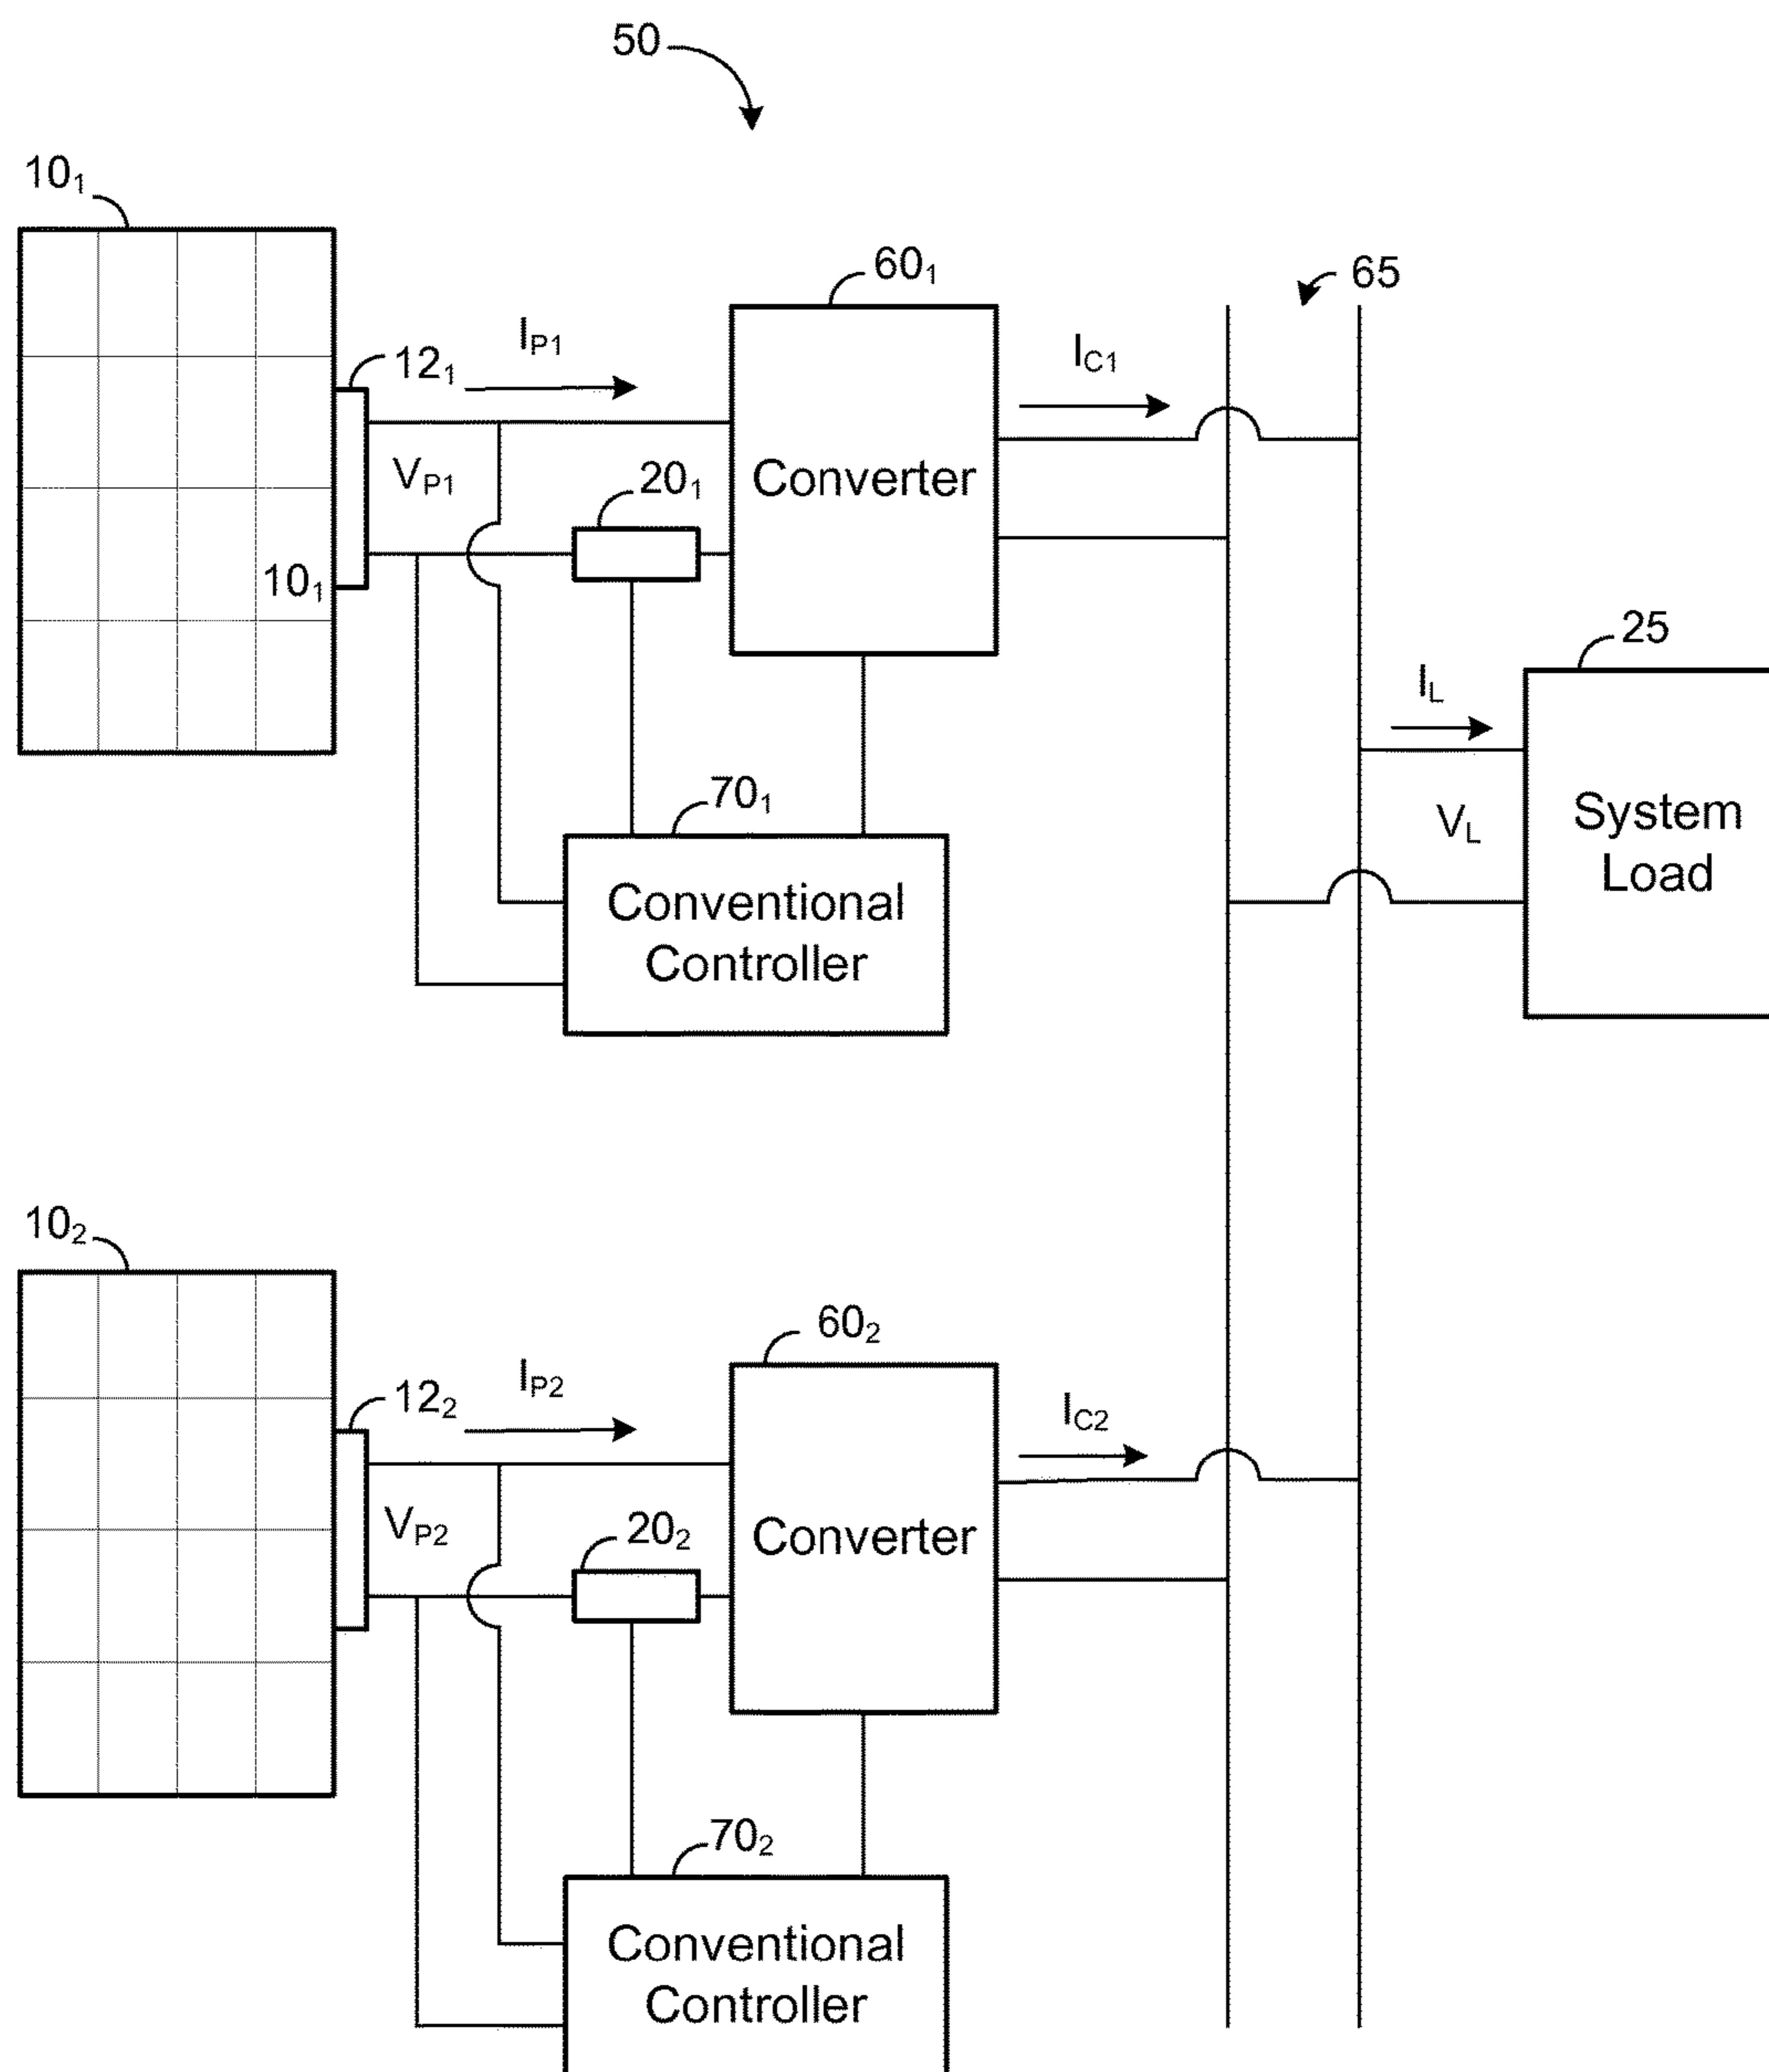 50
10₁
60₁
65
I_P1
I_C1
12₁
V_P1
20₁
Converter
10₁
25
I_L
70₁
V_L
System
Load
Conventional
Controller
10₂
60₂
I_P2
12₂
I_C2
V_P2
20₂
Converter
70₂
Conventional
Controller